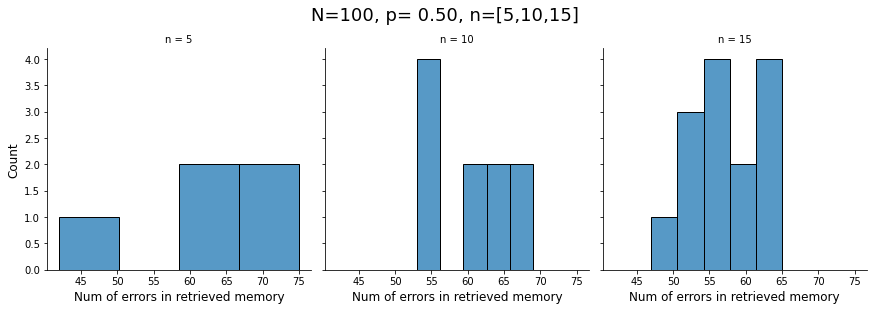 N=100, p= 0.50, n=[5,10,15]
n = 5
n = 10
n = 15
Count
4.0
3.5
3.0
2.5
2.0
1.5
1.0
0.5
0.0
45 50 55 60 65 70 75
45 50 55 60 65 70 75
45 50 55 60 65 70 75
Num of errors in retrieved memory
Num of errors in retrieved memory
Num of errors in retrieved memory